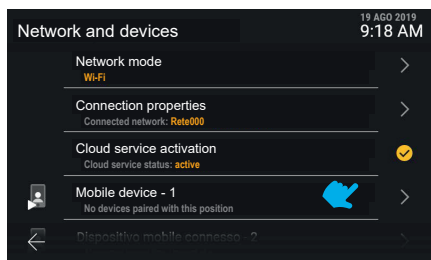 19 AGO 2019
Network and devices
9:18 AM
Network mode
Wi-Fi
Connection properties
Connected network: Rete000
Cloud service activation
Cloud service status: active
Mobile device - 1
No devices paired with this position
Dispositivo mobile connesso - 2